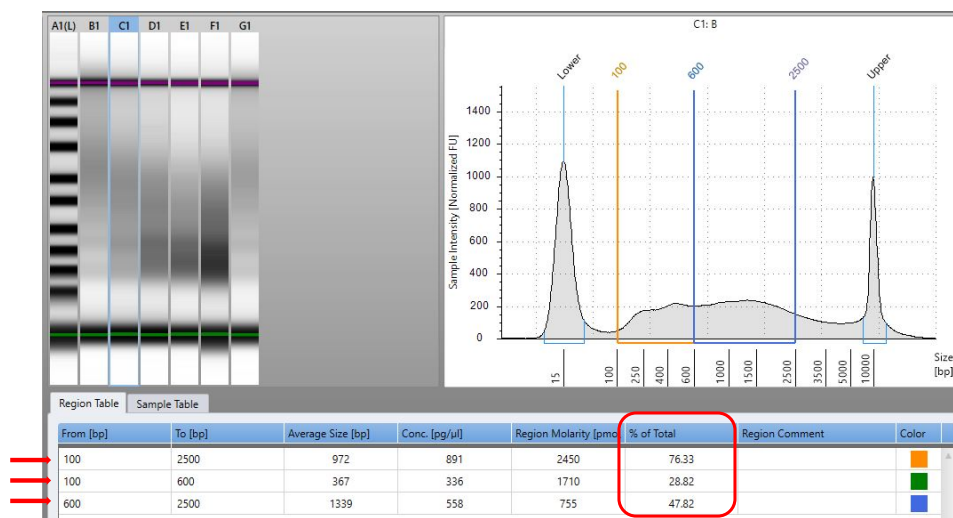 A1(L) B1 C1 D1 E1 F1 G1
C1: B
Lower 100 600 2500 Upper
Sample Intensity [Normalized FU]
1400
1200
1000
800
600
400
200
0
15 100 250 400 600 1000 1500 2500 3500 5000 10000
Size
[bp]
Region Table Sample Table
From [bp] To [bp] Average Size [bp] Conc. [pg/µl] Region Molarity [pmo % of Total Region Comment Color
100 2500 972 891 2450 76.33
100 600 367 336 1710 28.82
600 2500 1339 558 755 47.82